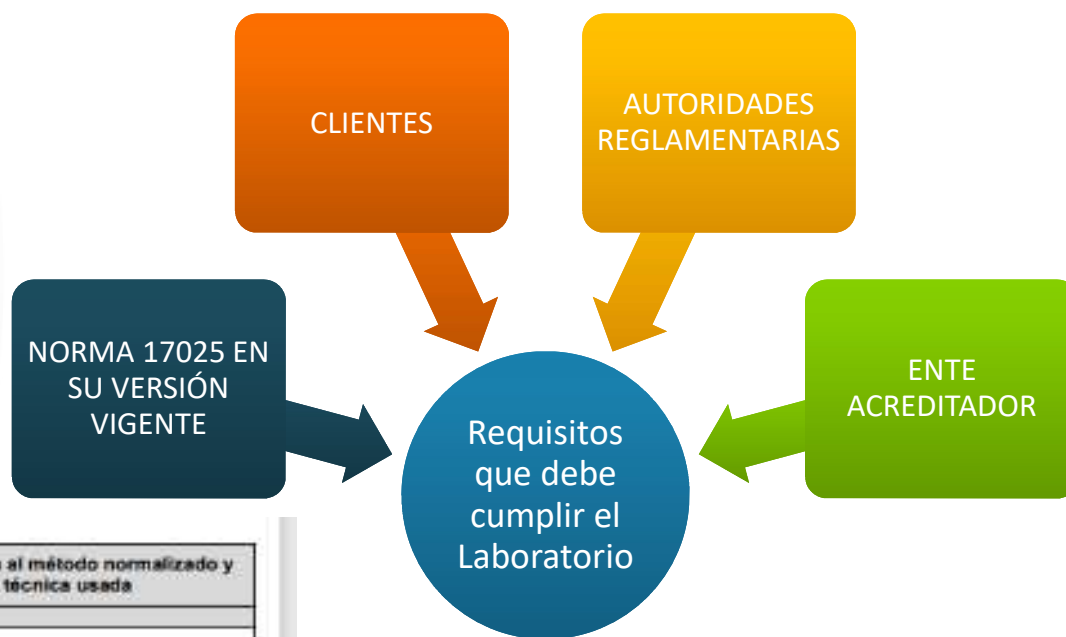 CLIENTES
AUTORIDADES
REGLAMENTARIAS
NORMA 17025 EN
SU VERSIÓN
VIGENTE
ENTE
ACREDITADOR
Requisitos
que debe
cumplir el
Laboratorio
al método normalizado y
técnica usada